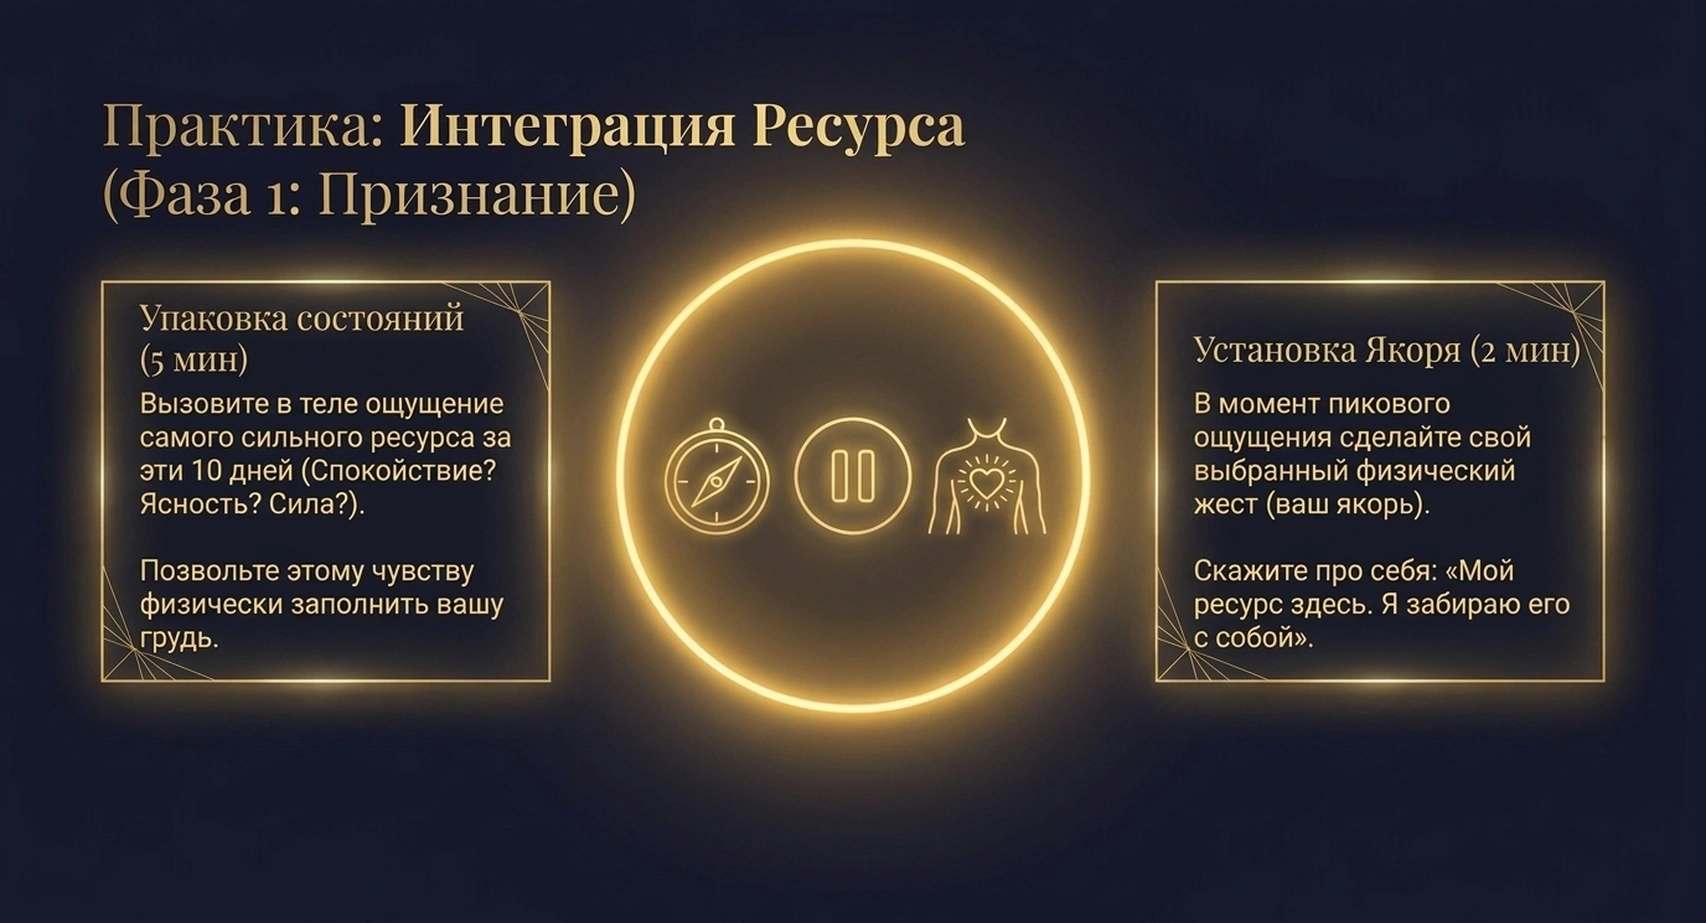 Практика: Интеграция Ресурса
(Фаза 1: Признание)
Упаковка состояний
(5 мин)
Вызовите в теле ощущение
самого сильного ресурса за
эти 10 дней (Спокойствие?
Ясность? Сила?).
Позвольте этому чувству
физически заполнить вашу
грудь.
Установка Якоря (2 мин)
В момент пикового
ощущения сделайте свой
выбранный физический
жест (ваш якорь).
Скажите про себя: «Мой
ресурс здесь. Я забираю его
с собой».